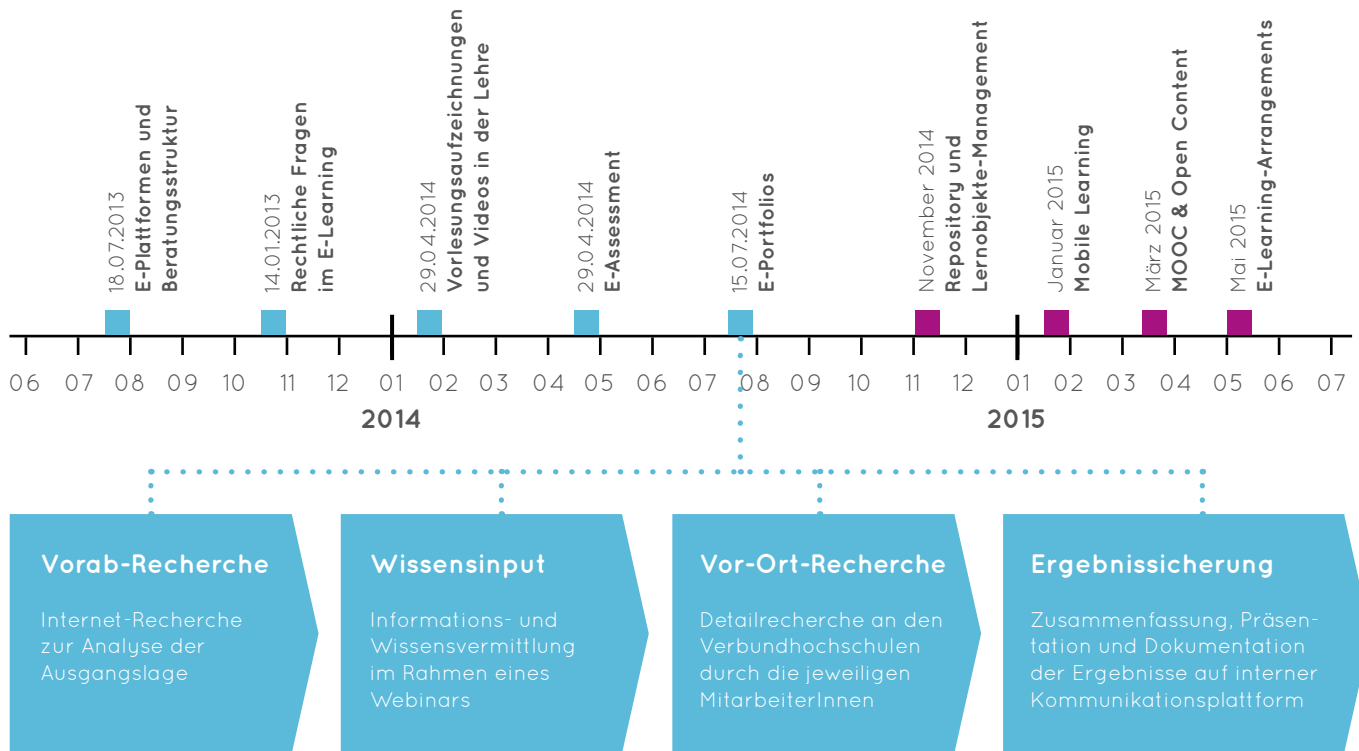 18.07.2013
E-Plattformen und
Beratungsstruktur
14.01.2013
Rechtliche Fragen
im E-Learning
29.04.2014
Vorlesungsaufzeichnungen
und Videos in der Lehre
29.04.2014
E-Assessment
15.07.2014
E-Portfolios
November 2014
Repository und
Lernobjekte-Management
Januar 2015
Mobile Learning
März 2015
MOOC & Open Content
Mai 2015
E-Learning-Arrangements
06 07 08 09 10 11 12 01 02 03 04 05 06 07 08 09 10 11 12 01 02 03 04 05 06 07
2014 2015
Vorab-Recherche
Internet-Recherche
zur Analyse der
Ausgangslage
Wissensinput
Informations- und
Wissensvermittlung
im Rahmen eines
Webinars
Vor-Ort-Recherche
Detailrecherche an den
Verbundhochschulen
durch die jeweiligen
MitarbeiterInnen
Ergebnissicherung
Zusammenfassung, Präsen-
tation und Dokumentation
der Ergebnisse auf interner
Kommunikationsplattform